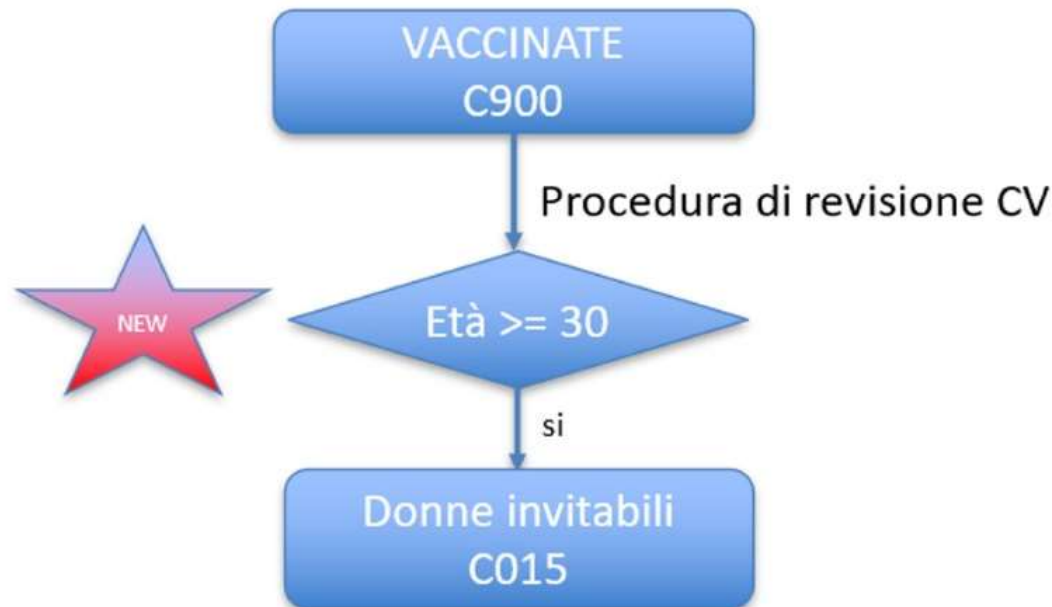 VACCINATE
C900
Procedura di revisione CV
NEW
Età >= 30
si
Donne invitabili
C015